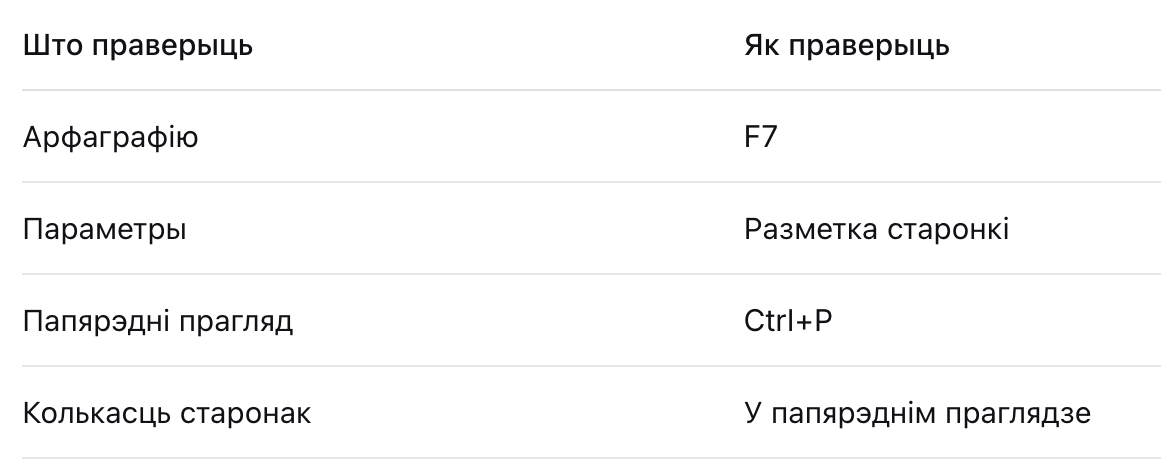 Што праверыць Як праверыць
Арфаграфію F7
Параметры Разметка старонкі
Папярэдні прагляд Ctrl+P
Колькасць старонак У папярэднім праглядзе